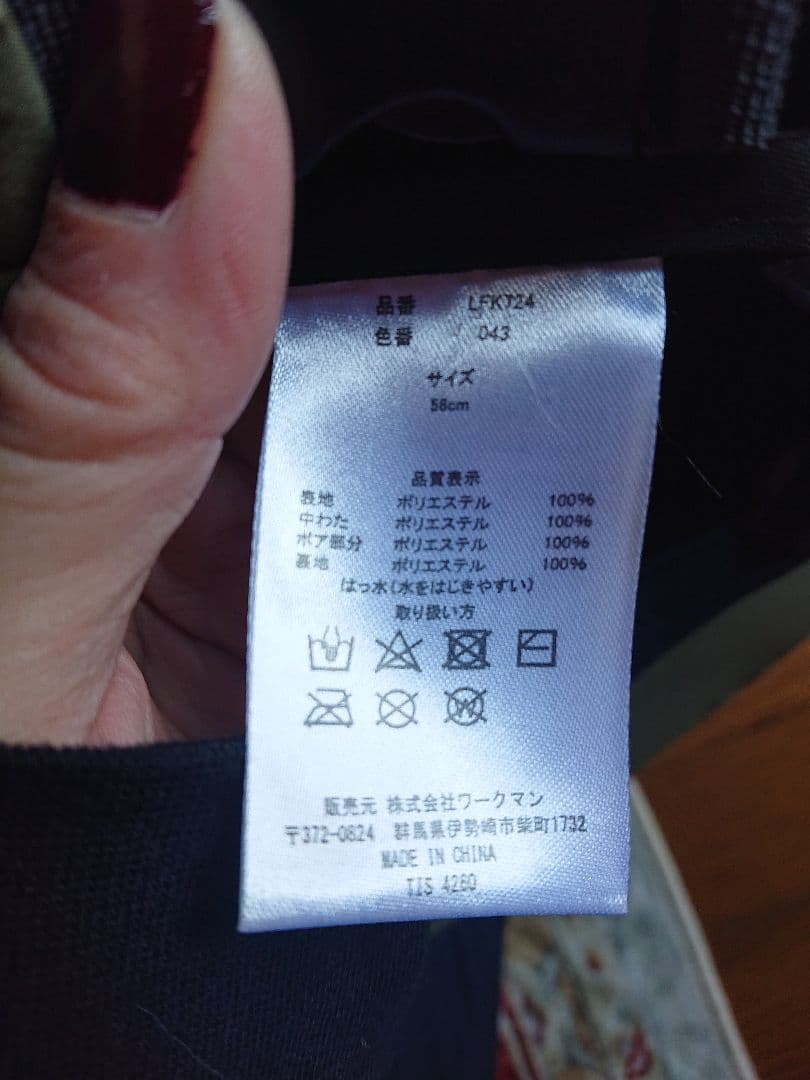 品番 LFKT24
色番 043
サイズ
58cm
品質表示
表地 ポリエステル 100%
中わた ポリエステル 100%
ボア部分 ポリエステル 100%
裏地 ポリエステル 100%
はっ水(水をはじきやすい)
取り扱い方
W
販売元 株式会社ワークマン
〒372-0824 群馬県伊勢崎市柴町1732
MADE IN CHINA
TIS 4260